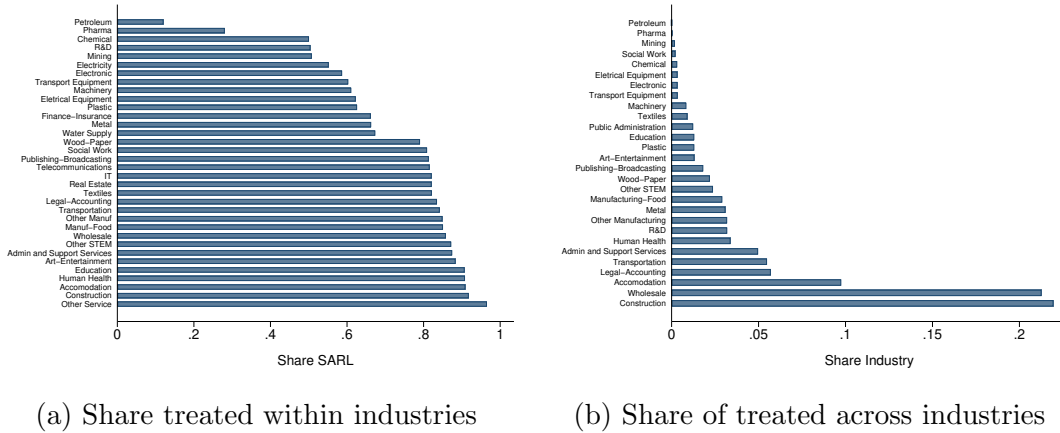 Petroleum
Pharma
Chemical
R&D
Mining
Electricity
Electronic
Transport Equipment
Machinery
Eletrical Equipment
Plastic
Finance-Insurance
Metal
Water Supply
Wood-Paper
Social Work
Publishing-Broadcasting
Telecommunications
IT
Real Estate
Textiles
Legal-Accounting
Transportation
Other Manuf
Manuf-Food
Wholesale
Other STEM
Admin and Support Services
Art-Entertainment
Education
Human Health
Accomodation
Construction
Other Service
0 .2 .4 .6 .8 1
Share SARL
(a) Share treated within industries
Petroleum
Pharma
Mining
Social Work
Chemical
Eletrical Equipment
Electronic
Transport Equipment
Machinery
Textiles
Public Administration
Education
Plastic
Art-Entertainment
Publishing-Broadcasting
Wood-Paper
Other STEM
Manufacturing-Food
Metal
Other Manufacturing
R&D
Human Health
Admin and Support Services
Transportation
Legal-Accounting
Accomodation
Wholesale
Construction
0 .05 .1 .15 .2
Share Industry
(b) Share of treated across industries